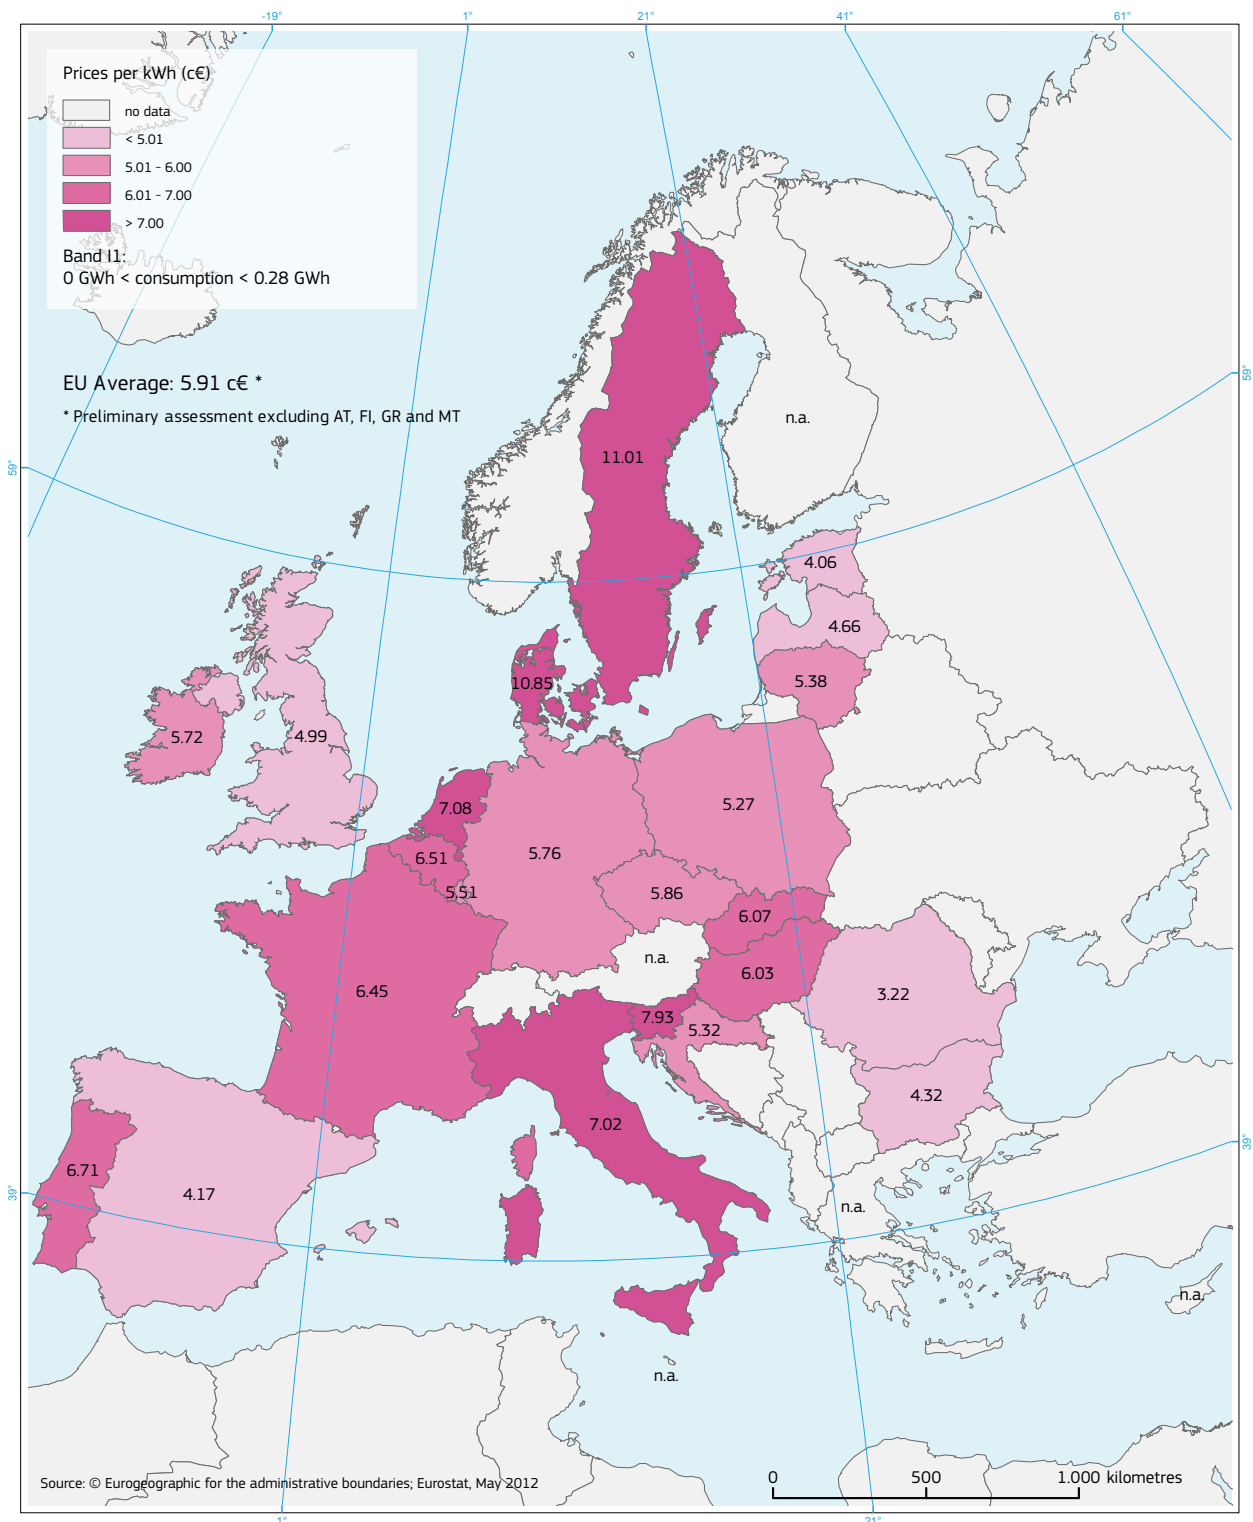 -19°
1°
21°
41°
61°
Prices per kWh (c€)
no data
< 5.01
5.01 - 6.00
6.01 - 7.00
> 7.00
Band I1:
0 GWh < consumption < 0.28 GWh
EU Average: 5.91 c€ *
* Preliminary assessment excluding AT, FI, GR and MT
59°
59°
n.a.
11.01
4.06
4.66
5.38
10.85
5.72
4.99
7.08
5.27
6.51
5.76
5.51
5.86
6.07
n.a.
6.03
6.45
3.22
7.93
5.32
4.32
7.02
39°
6.71
4.17
39°
n.a.
n.a.
n.a.
Source: © Eurogeographic for the administrative boundaries; Eurostat, May 2012
0 500 1.000 kilometres
1°
21°